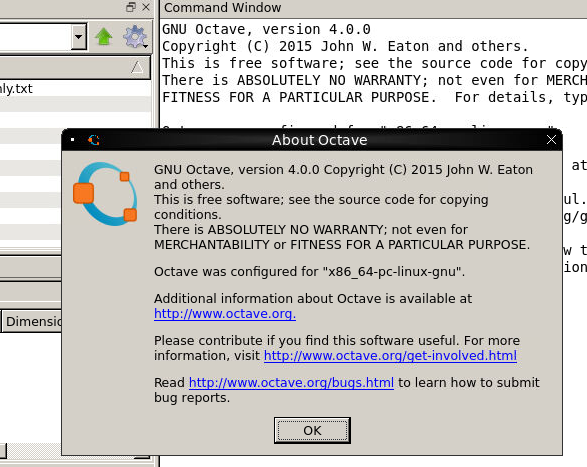 Command Window
GNU Octave, version 4.0.0
Copyright (C) 2015 John W. Eaton and others.
This is free software; see the source code for copy
There is ABSOLUTELY NO WARRANTY; not even for MERCH
FITNESS FOR A PARTICULAR PURPOSE.  For details, typ
nly.txt
About Octave
GNU Octave, version 4.0.0 Copyright (C) 2015 John W. Eaton
and others.
This is free software; see the source code for copying
conditions.
There is ABSOLUTELY NO WARRANTY; not even for
MERCHANTABILITY or FITNESS FOR A PARTICULAR PURPOSE.
Octave was configured for "x86_64-pc-linux-gnu".
Additional information about Octave is available at
http://www.octave.org.
Please contribute if you find this software useful. For more
information, visit http://www.octave.org/get-involved.html
Read http://www.octave.org/bugs.html to learn how to submit
bug reports.
OK
at
ul.
g/g
w t
ion
Dimensio